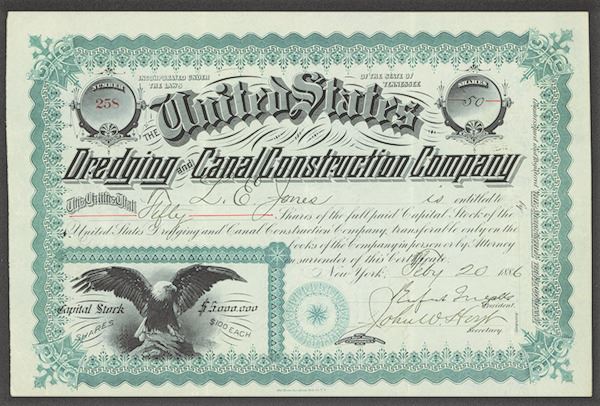 NUMBER
258
INCORPORATED UNDER THE LAWS
OF THE STATE OF TENNESSEE
SHARES
50
THE United States
Dredging and Canal Construction Company
This Certifies That L. E. Jones is entitled to
Fifty Shares of the full paid Capital Stock of the
United States Dredging and Canal Construction Company, transferable only on the
Books of the Company in person or by Attorney
surrender of this Certificate.
New York, Feby 20 1886
Capital Stock $5,000,000
SHARES $100 EACH
President.
John W
Secretary